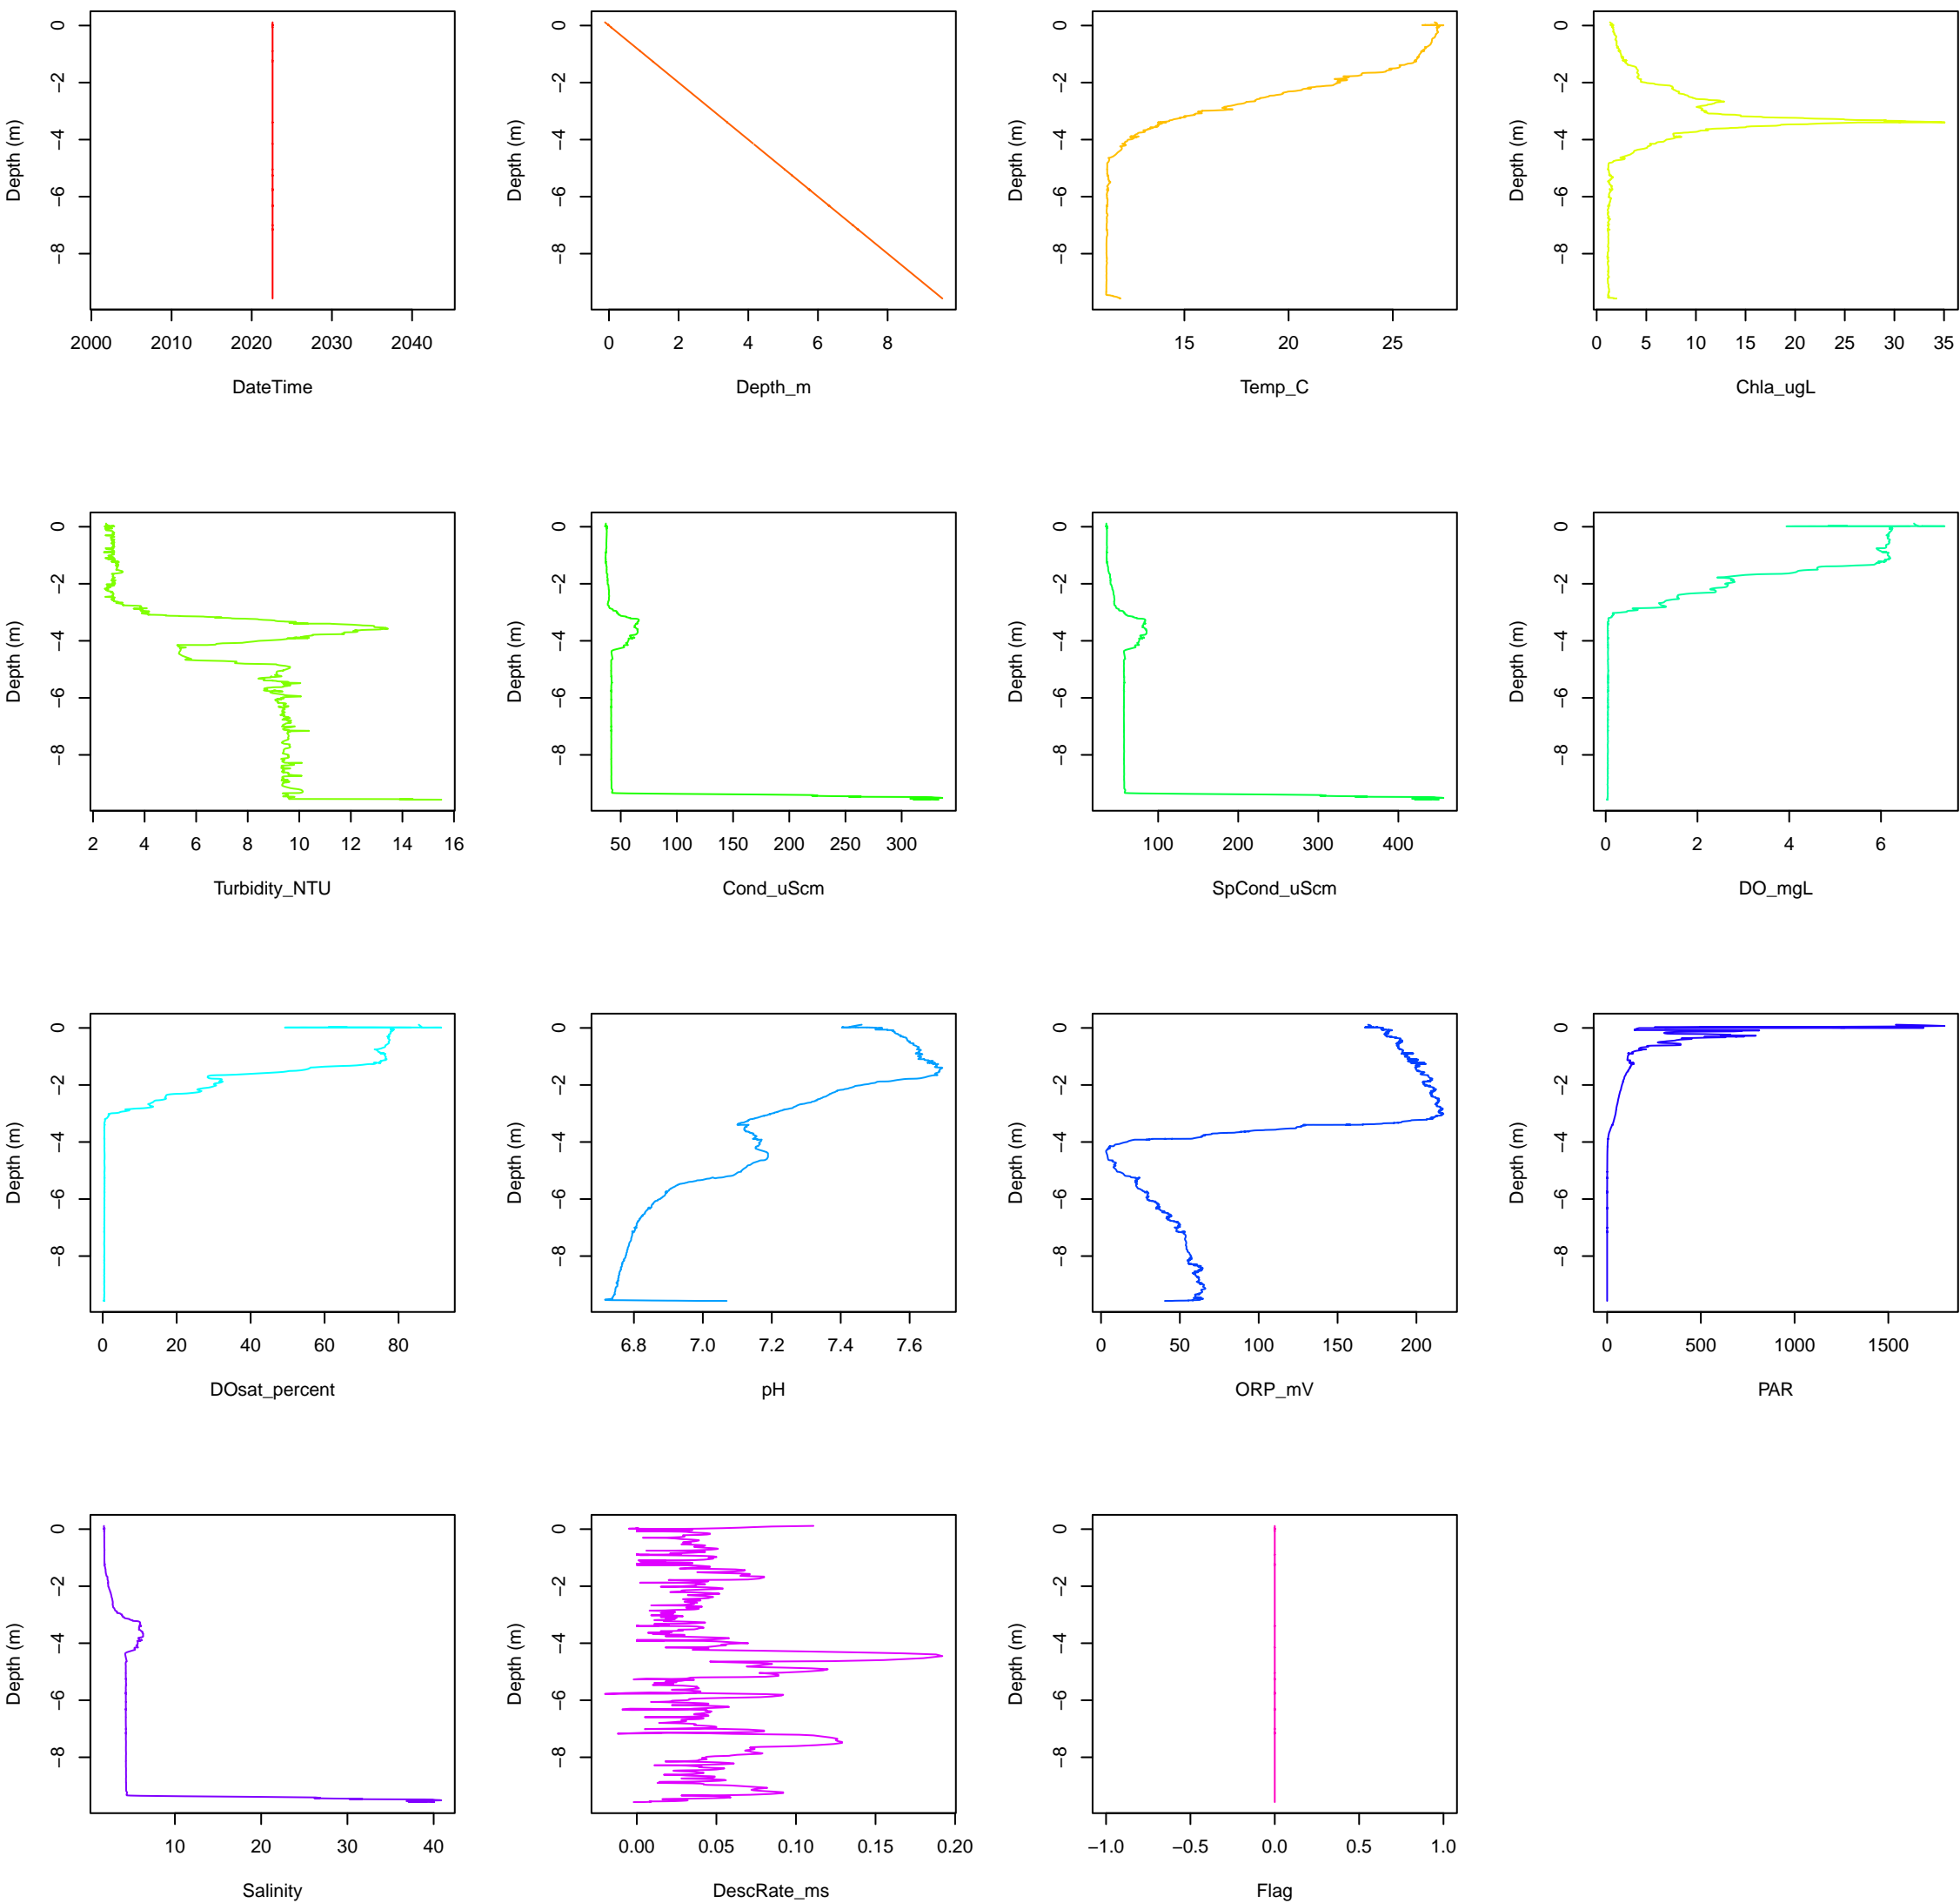 0 0 0 0
−2 −2 −2 −2
−4 −4 −4 −4
−6 −6 −6 −6
−8 −8 −8 −8
Depth (m) Depth (m) Depth (m) Depth (m)
2000 2010 2020 2030 2040 0 2 4 6 8 15 20 25 0 5 10 15 20 25 30 35
DateTime Depth_m Temp_C Chla_ugL
0 0 0 0
−2 −2 −2 −2
−4 −4 −4 −4
−6 −6 −6 −6
−8 −8 −8 −8
Depth (m) Depth (m) Depth (m) Depth (m)
2 4 6 8 10 12 14 16 50 100 150 200 250 300 100 200 300 400 0 2 4 6
Turbidity_NTU Cond_uScm SpCond_uScm DO_mgL
0 0 0 0
−2 −2 −2 −2
−4 −4 −4 −4
−6 −6 −6 −6
−8 −8 −8 −8
Depth (m) Depth (m) Depth (m) Depth (m)
0 20 40 60 80 6.8 7.0 7.2 7.4 7.6 0 50 100 150 200 0 500 1000 1500
DOsat_percent pH ORP_mV PAR
0 0 0
−2 −2 −2
−4 −4 −4
−6 −6 −6
−8 −8 −8
Depth (m) Depth (m) Depth (m)
10 20 30 40 0.00 0.05 0.10 0.15 0.20 −1.0 −0.5 0.0 0.5 1.0
Salinity DescRate_ms Flag